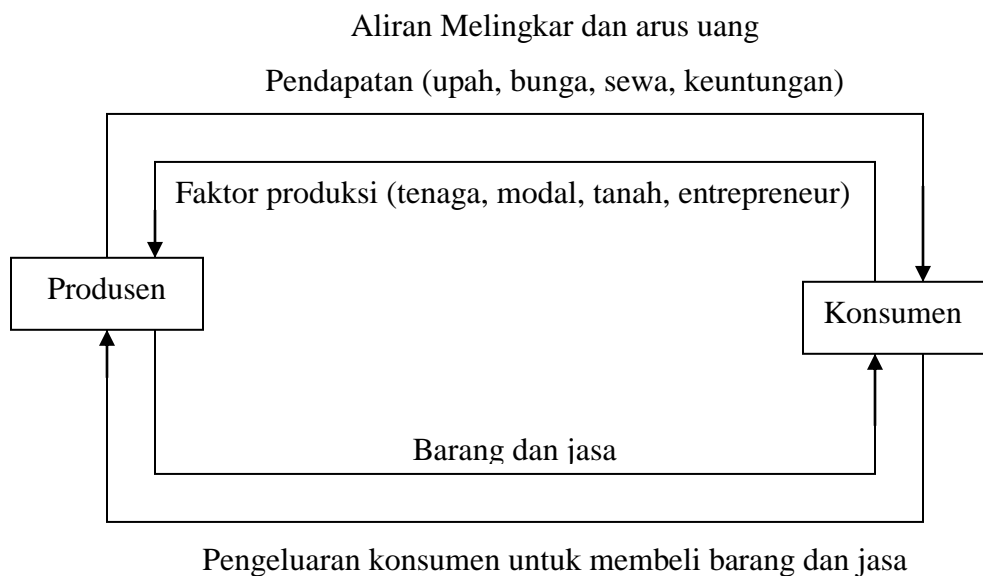 Aliran Melingkar dan arus uang
Pendapatan (upah, bunga, sewa, keuntungan)
Faktor produksi (tenaga, modal, tanah, entrepreneur)
Produsen
Konsumen
Barang dan jasa
Pengeluaran konsumen untuk membeli barang dan jasa